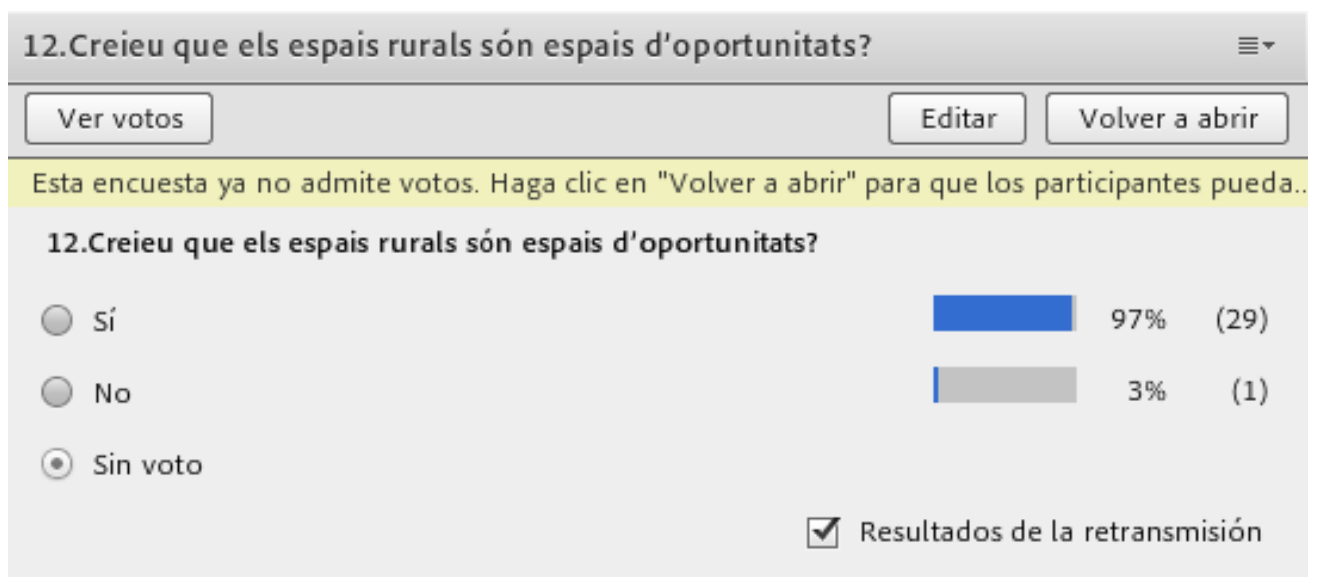 12.Creieu que els espais rurals són espais d'oportunitats?
Ver votos Editar Volver a abrir
Esta encuesta ya no admite votos. Haga clic en "Volver a abrir" para que los participantes pueda..
12.Creieu que els espais rurals són espais d'oportunitats?
Sí 97% (29)
No 3% (1)
Sin voto
Resultados de la retransmisión